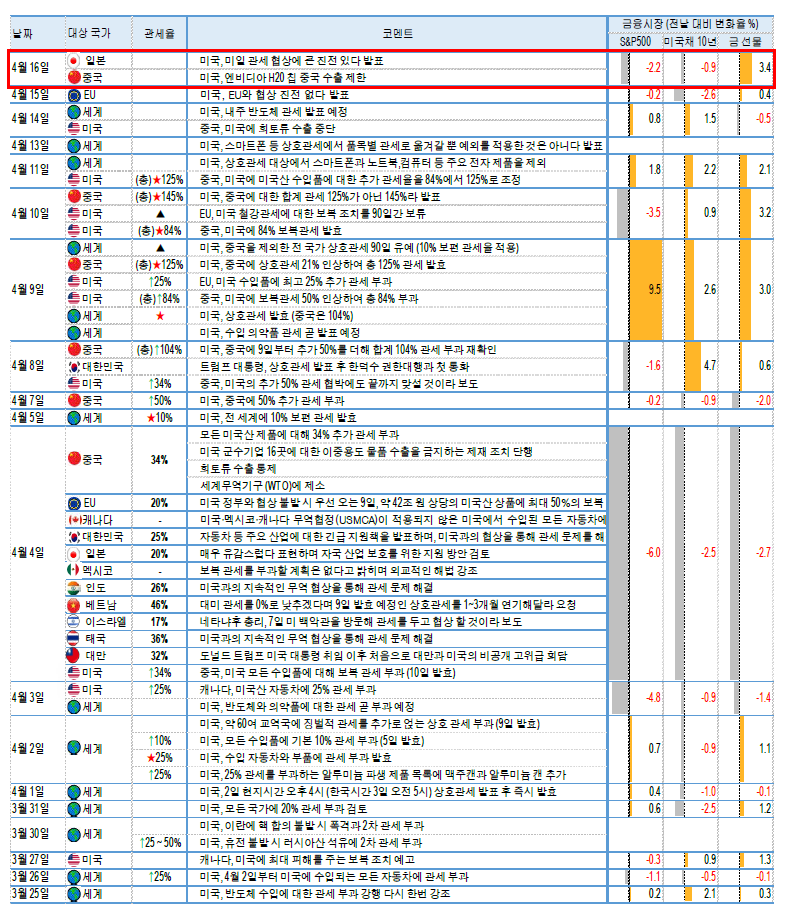 날짜 대상 국가 관세율 코멘트 금융시장 (전날 대비 변화율 %)
S&P500 미국채 10년 금 선물
4월 16일 일본 미국, 미일 관세 협상에 큰 진전 있다 발표 -2.2 -0.9 3.4
중국 미국, 엔비디아 H20 칩 중국 수출 제한
4월 15일 EU 미국, EU와 협상 진전 없다 발표 -0.2 -2.6 0.4
4월 14일 세계 미국, 내주 반도체 관세 발표 예정 0.8 1.5 -0.5
미국 중국, 미국에 희토류 수출 중단
4월 13일 세계 미국, 스마트폰 등 상호관세에서 품목별 관세로 옮겨갈 뿐 예외를 적용한 것은 아니다 발표
4월 11일 세계 미국, 상호관세 대상에서 스마트폰과 노트북,컴퓨터 등 주요 전자 제품을 제외 1.8 2.2 2.1
미국 (총)★125% 중국, 미국에 미국산 수입품에 대한 추가 관세율을 84%에서 125%로 조정
4월 10일 중국 (총)★145% 미국, 중국에 대한 합계 관세 125%가 아닌 145%라 발표 -3.5 0.9 3.2
미국 ▲ EU, 미국 철강관세에 대한 보복 조치를 90일간 보류
미국 (총)★84% 중국, 미국에 84% 보복관세 발효
4월 9일 세계 ▲ 미국, 중국을 제외한 전 국가 상호관세 90일 유예 (10% 보편 관세율 적용) 9.5 2.6 3.0
중국 (총)★125% 미국, 중국에 상호관세 21% 인상하여 총 125% 관세 발효
미국 ↑25% EU, 미국 수입품에 최고 25% 추가 관세 부과
미국 (총)↑84% 중국, 미국에 보복관세 50% 인상하여 총 84% 부과
세계 ★ 미국, 상호관세 발효 (중국은 104%)
세계 미국, 수입 의약품 관세 곧 발표 예정
4월 8일 중국 (총)↑104% 미국, 중국에 9일부터 추가 50%를 더해 합계 104% 관세 부과 재확인 -1.6 4.7 0.6
대한민국 트럼프 대통령, 상호관세 발표 후 한덕수 권한대행과 첫 통화
미국 ↑34% 중국, 미국의 추가 50% 관세 협박에도 끝까지 맞설 것이라 보도
4월 7일 중국 ↑50% 미국, 중국에 50% 추가 관세 부과 -0.2 -0.9 -2.0
4월 5일 세계 ★10% 미국, 전 세계에 10% 보편 관세 발효
4월 4일 중국 34% 모든 미국산 제품에 대해 34% 추가 관세 부과 -6.0 -2.5 -2.7
미국 군수기업 16곳에 대한 이중용도 물품 수출을 금지하는 제재 조치 단행
희토류 수출 통제
세계무역기구 (WTO)에 제소
EU 20% 미국 정부와 협상 불발 시 우선 오는 9일, 약 42조 원 상당의 미국산 상품에 최대 50%의 보복
캐나다 - 미국·멕시코·캐나다 무역협정(USMCA)이 적용되지 않은 미국에서 수입된 모든 자동차에
대한민국 25% 자동차 등 주요 산업에 대한 긴급 지원책을 발표하며, 미국과의 협상을 통해 관세 문제를 해
일본 20% 매우 유감스럽다 표현하며 자국 산업 보호를 위한 지원 방안 검토
멕시코 - 보복 관세를 부과할 계획은 없다고 밝히며 외교적인 해법 강조
인도 26% 미국과의 지속적인 무역 협상을 통해 관세 문제 해결
베트남 46% 대미 관세를 0%로 낮추겠다며 9일 발효 예정인 상호관세를 1~3개월 연기해달라 요청
이스라엘 17% 네타냐후 총리, 7일 미 백악관을 방문해 관세를 두고 협상 할 것이라 보도
태국 36% 미국과의 지속적인 무역 협상을 통해 관세 문제 해결
대만 32% 도널드 트럼프 미국 대통령 취임 이후 처음으로 대만과 미국의 비공개 고위급 회담
미국 ↑34% 중국, 미국 모든 수입품에 대해 보복 관세 부과 (10일 발효)
4월 3일 미국 ↑25% 캐나다, 미국산 자동차에 25% 관세 부과 -4.8 -0.9 -1.4
세계 미국, 반도체와 의약품에 대한 관세 곧 부과 예정
4월 2일 세계 미국, 약 60여 교역국에 징벌적 관세를 추가로 얹는 상호 관세 부과 (9일 발효) 0.7 -0.9 1.1
↑10% 미국, 모든 수입품에 기본 10% 관세 부과 (5일 발효)
★25% 미국, 수입 자동차와 부품에 관세 부과 발효
↑25% 미국, 25% 관세를 부과하는 알루미늄 파생 제품 목록에 맥주캔과 알루미늄 캔 추가
4월 1일 세계 미국, 2일 현지시간 오후 4시 (한국시간 3일 오전 5시) 상호관세 발표 후 즉시 발효 0.4 -1.0 -0.1
3월 31일 세계 미국, 모든 국가에 20% 관세 부과 검토 0.6 -2.5 1.2
3월 30일 세계 미국, 이란에 핵 합의 불발 시 폭격과 2차 관세 부과
↑25~50% 미국, 휴전 불발 시 러시아산 석유에 2차 관세 부과
3월 27일 미국 캐나다, 미국에 최대 피해를 주는 보복 조치 예고 -0.3 0.9 1.3
3월 26일 세계 ↑25% 미국, 4월 2일부터 미국에 수입되는 모든 자동차에 관세 부과 -1.1 -0.5 -0.1
3월 25일 세계 미국, 반도체 수입에 대한 관세 부과 강행 다시 한번 강조 0.2 2.1 0.3